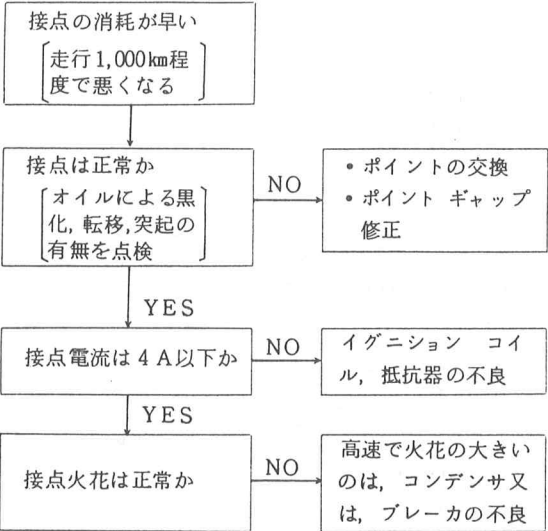 接点の消耗が早い
走行1,000km程
度で悪くなる
接点は正常か
オイルによる黒
化，転移，突起の
有無を点検
NO
• ポイントの交換
• ポイント ギャップ
修正
YES
接点電流は 4 A以下か
NO
イグニション コイ
ル，抵抗器の不良
YES
接点火花は正常か
NO
高速で火花の大きい
のは，コンデンサ又
は，ブレーカの不良